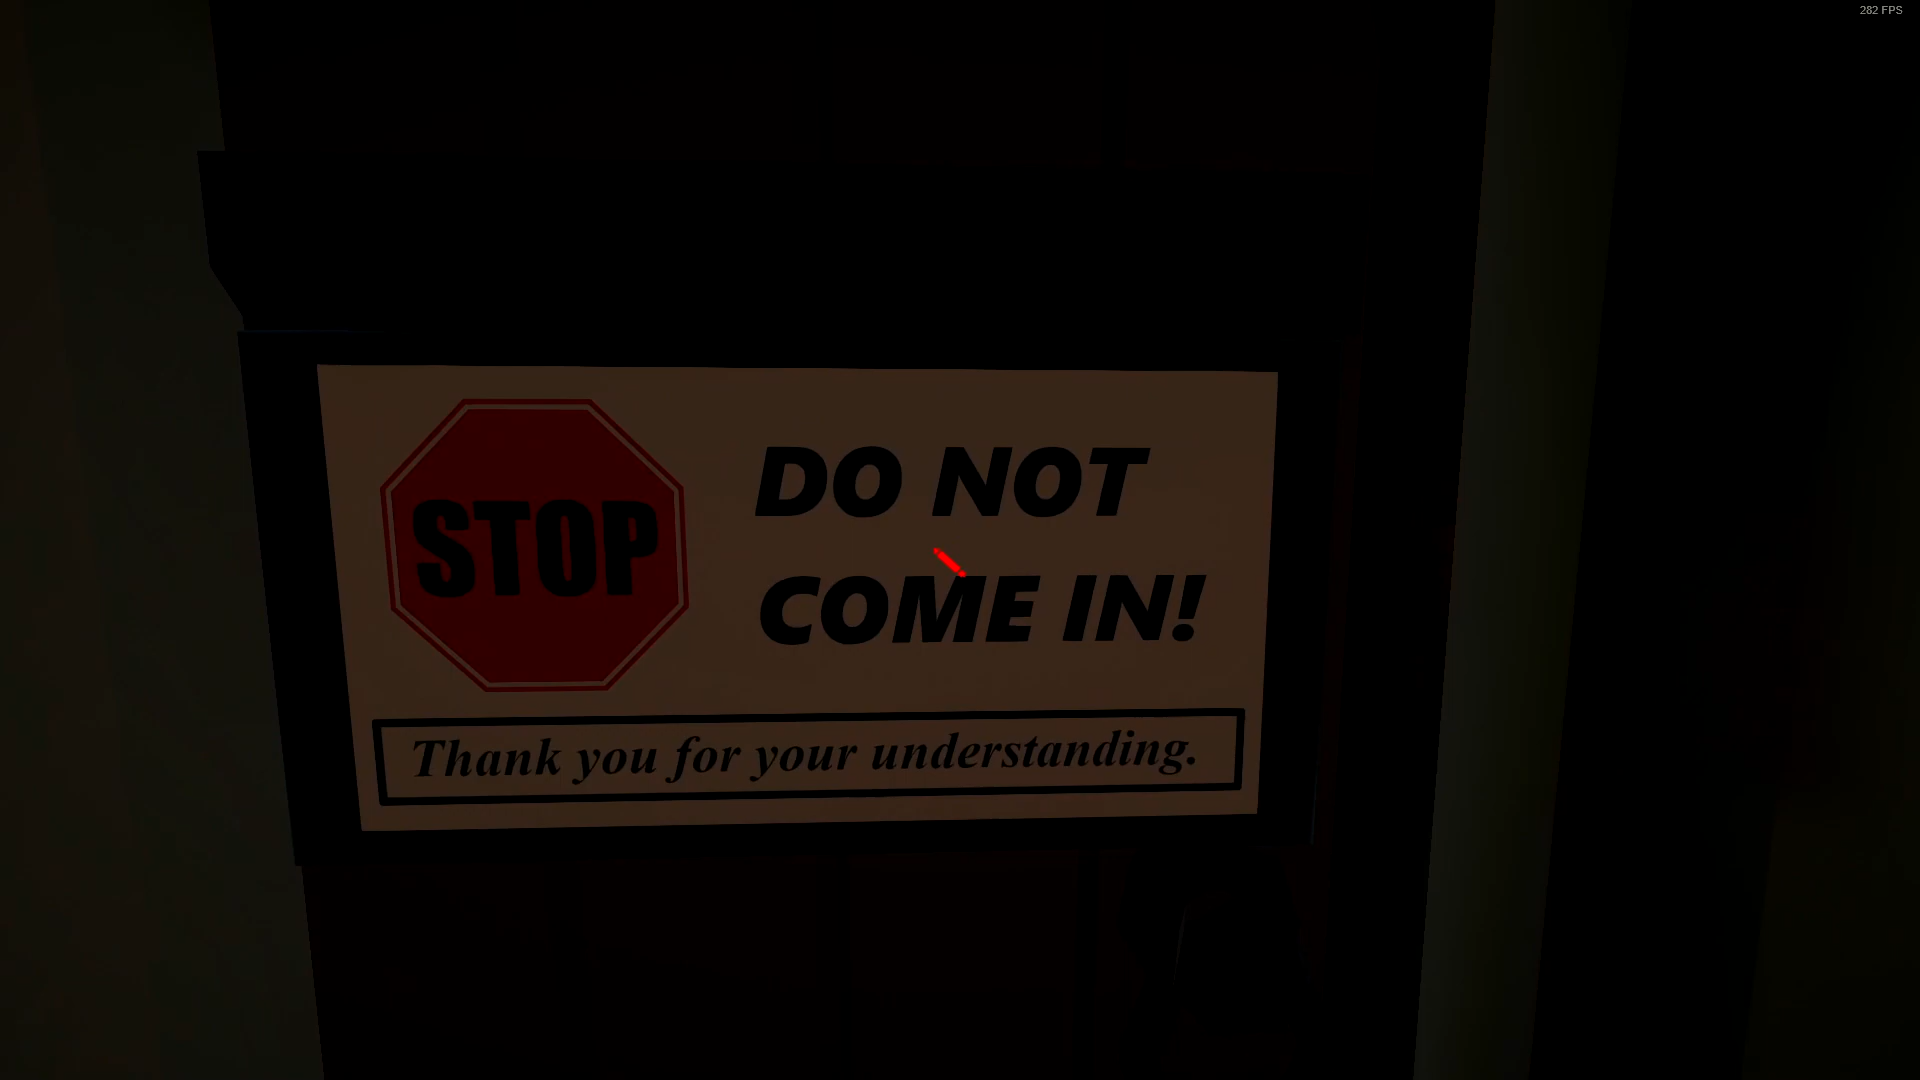 282 FPS
STOP
DO NOT
COME IN!
Thank you for your understanding.